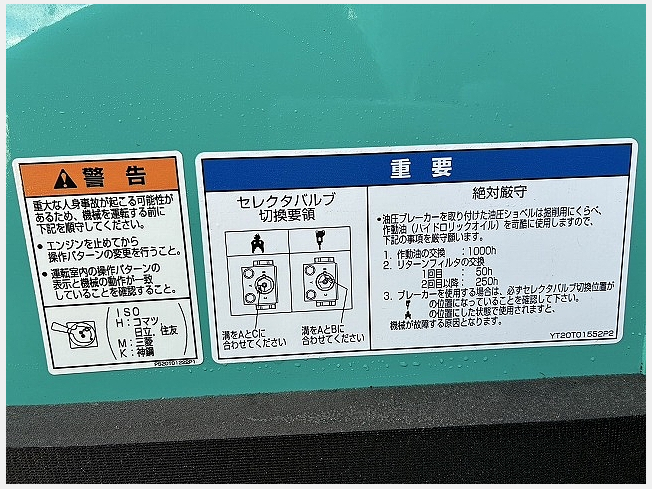 警告
重大な人身事故が起こる可能性が
あるため、機械を運転する前に
下記を順守してください。
● エンジンを止めてから
操作パターンの変更を行うこと。
● 運転室内の操作パターンの
表示と機械の動作が一致
していることを確認すること。
ISO
H：コマツ
日立、住友
M：三菱
K：神鋼
重要
セレクタバルブ
切換要領
溝をAとCに
合わせてください
溝をAとBに
合わせてください
絶対厳守
●油圧ブレーカーを取り付けた油圧ショベルは掘削用にくらべ、
作動油（ハイドロリックオイル）を苛酷に使用しますので、
下記の事項を厳守願います。
1. 作動油の交換 ：1000h
2. リターンフィルタの交換
1回目： 50h
2回目以降： 250h
3. ブレーカーを使用する場合は、必ずセレクタバルブ切換位置が
の位置になっていることを確認して下さい。
の位置にした状態で使用されますと、
機械が故障する原因となります。
YT20T01552P2